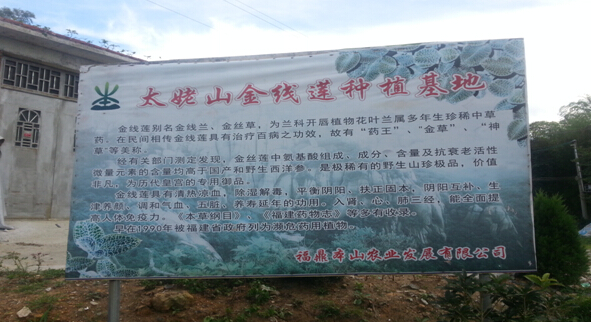 太姥山金线莲种植基地
金线莲别名金线兰、金丝草，为兰科开唇植物花叶兰属多年生珍稀中草
药。在民间相传金线莲具有治疗百病之功效，故有“药王”、“金草”、“神
草”等美称。
经有关部门测定发现，金丝莲中氨基酸组成、成分、含量及抗衰老活性
微量元素的含量均高于国产和野生西洋参。是极稀有的野生山珍极品，价值
非凡，为历代皇宫的专用御品。
金线莲具有清热凉血，除湿解毒，平衡阴阳，扶正固本，阴阳互补，生
津养颜，调和气血、五脏，养寿延年的功用。入肾、心、肺三经，能全面提
高人体免疫力。《本草纲目》、《福建药物志》等多有收录。
早在1990年被福建省政府列为濒危药用植物。
福鼎本山农业发展有限公司